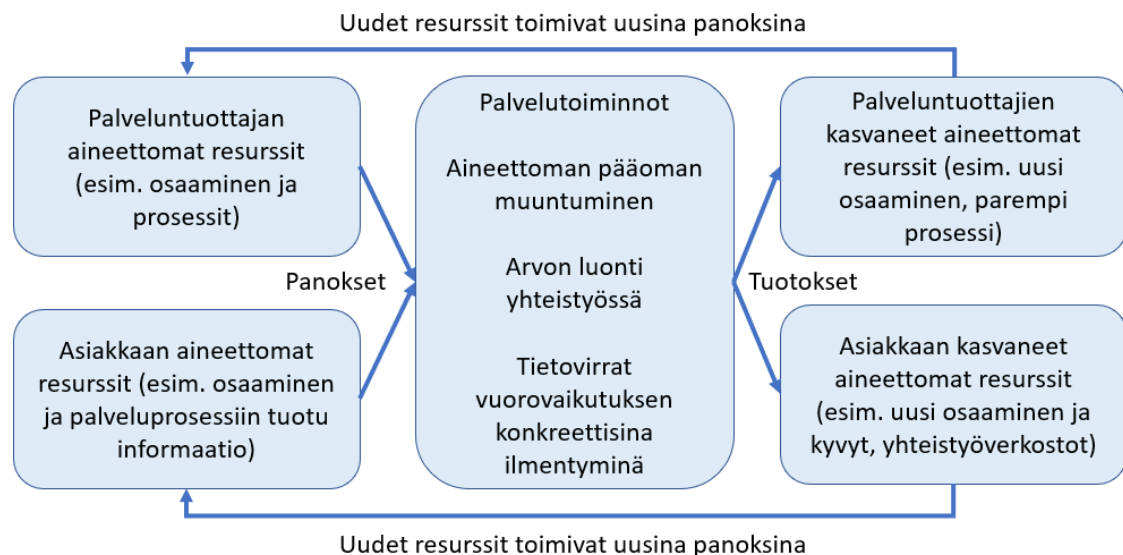 Uudet resurssit toimivat uusina panoksina
Palveluntuottajan
aineettomat resurssit
(esim. osaaminen ja
prosessit)
Panokset
Asiakkaan aineettomat
resurssit (esim. osaaminen
ja palveluprosessiin tuotu
informaatio)
Palvelutoiminnot
Aineettoman pääoman
muuntuminen
Arvon luonti
yhteistyössä
Tietovirrat
vuorovaikutuksen
konkreettisina
ilmentyminä
Palveluntuottajien
kasvaneet aineettomat
resurssit (esim. uusi
osaaminen, parempi
prosessi)
Tuotokset
Asiakkaan kasvaneet
aineettomat resurssit
(esim. uusi osaaminen ja
kyvyt, yhteistyöverkostot)
Uudet resurssit toimivat uusina panoksina